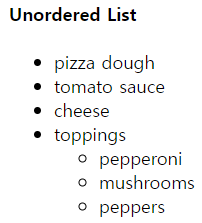 Unordered List
pizza dough
tomato sauce
cheese
toppings
pepperoni
mushrooms
peppers